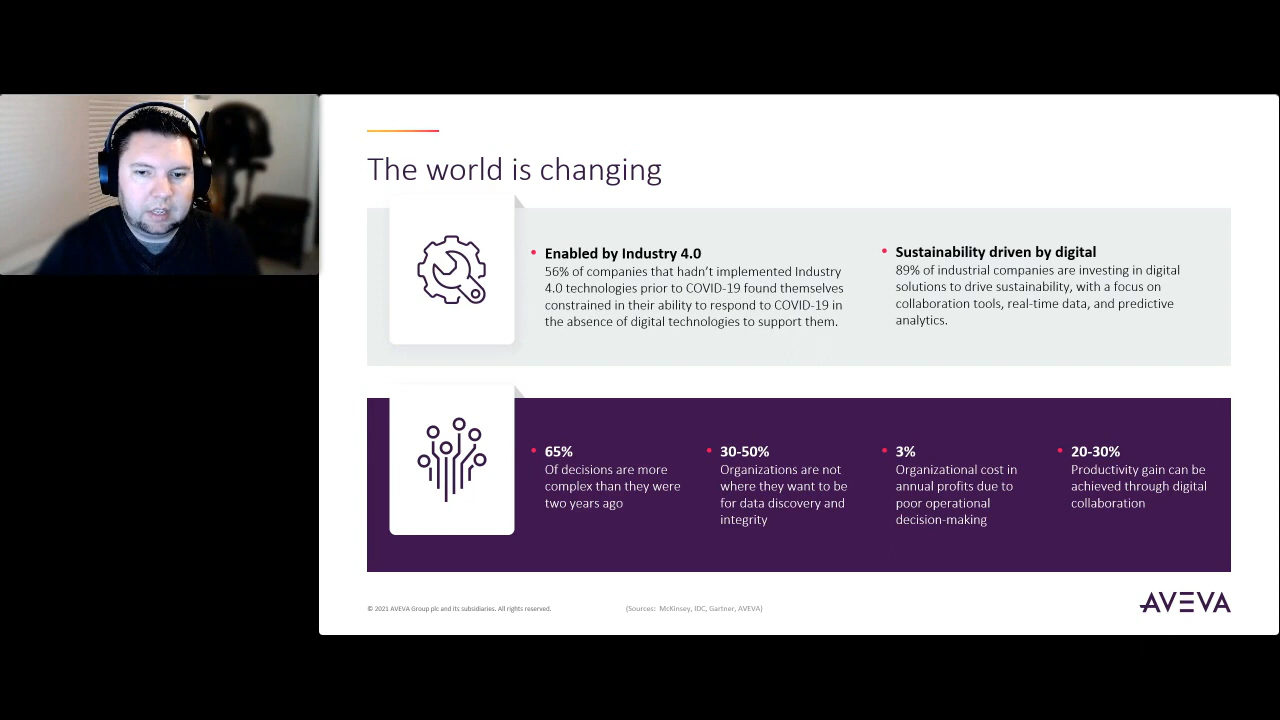 The world is changing
• Enabled by Industry 4.0
56% of companies that hadn't implemented Industry
4.0 technologies prior to COVID-19 found themselves
constrained in their ability to respond to COVID-19 in
the absence of digital technologies to support them.
• Sustainability driven by digital
89% of industrial companies are investing in digital
solutions to drive sustainability, with a focus on
collaboration tools, real-time data, and predictive
analytics.
• 65%
Of decisions are more
complex than they were
two years ago
• 30-50%
Organizations are not
where they want to be
for data discovery and
integrity
• 3%
Organizational cost in
annual profits due to
poor operational
decision-making
• 20-30%
Productivity gain can be
achieved through digital
collaboration
© 2021 AVEVA Group plc and its subsidiaries. All rights reserved.
(Sources: McKinsey, IDC, Gartner, AVEVA)
AVEVA